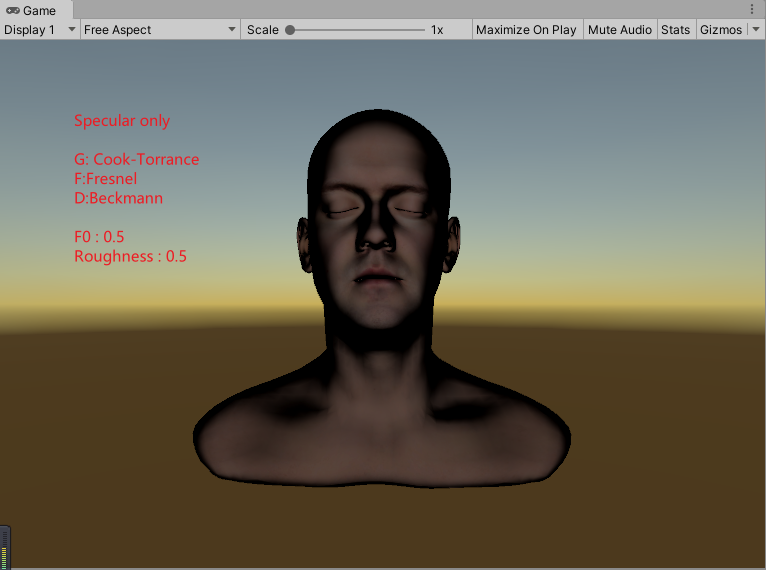 Game
Display 1 Free Aspect Scale 1x Maximize On Play Mute Audio Stats Gizmos
Specular only
G: Cook-Torrance
F:Fresnel
D:Beckmann
F0 : 0.5
Roughness : 0.5